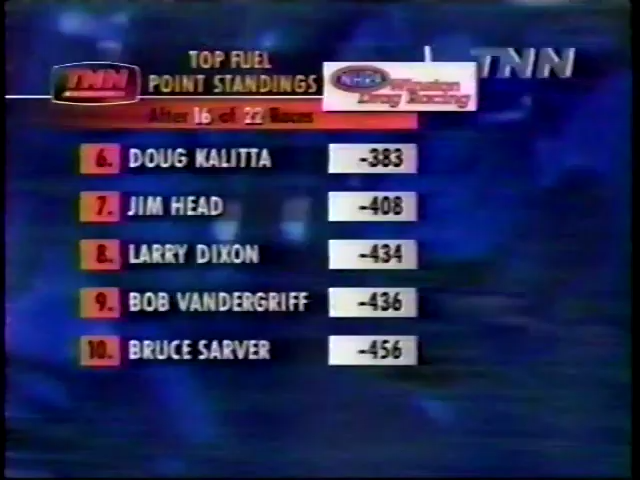 TNN
TOP FUEL
POINT STANDINGS
NHRA Winston
Drag Racing
TNN
After 16 of 22 Races
6. DOUG KALITTA -383
7. JIM HEAD -408
8. LARRY DIXON -434
9. BOB VANDERGRIFF -436
10. BRUCE SARVER -456